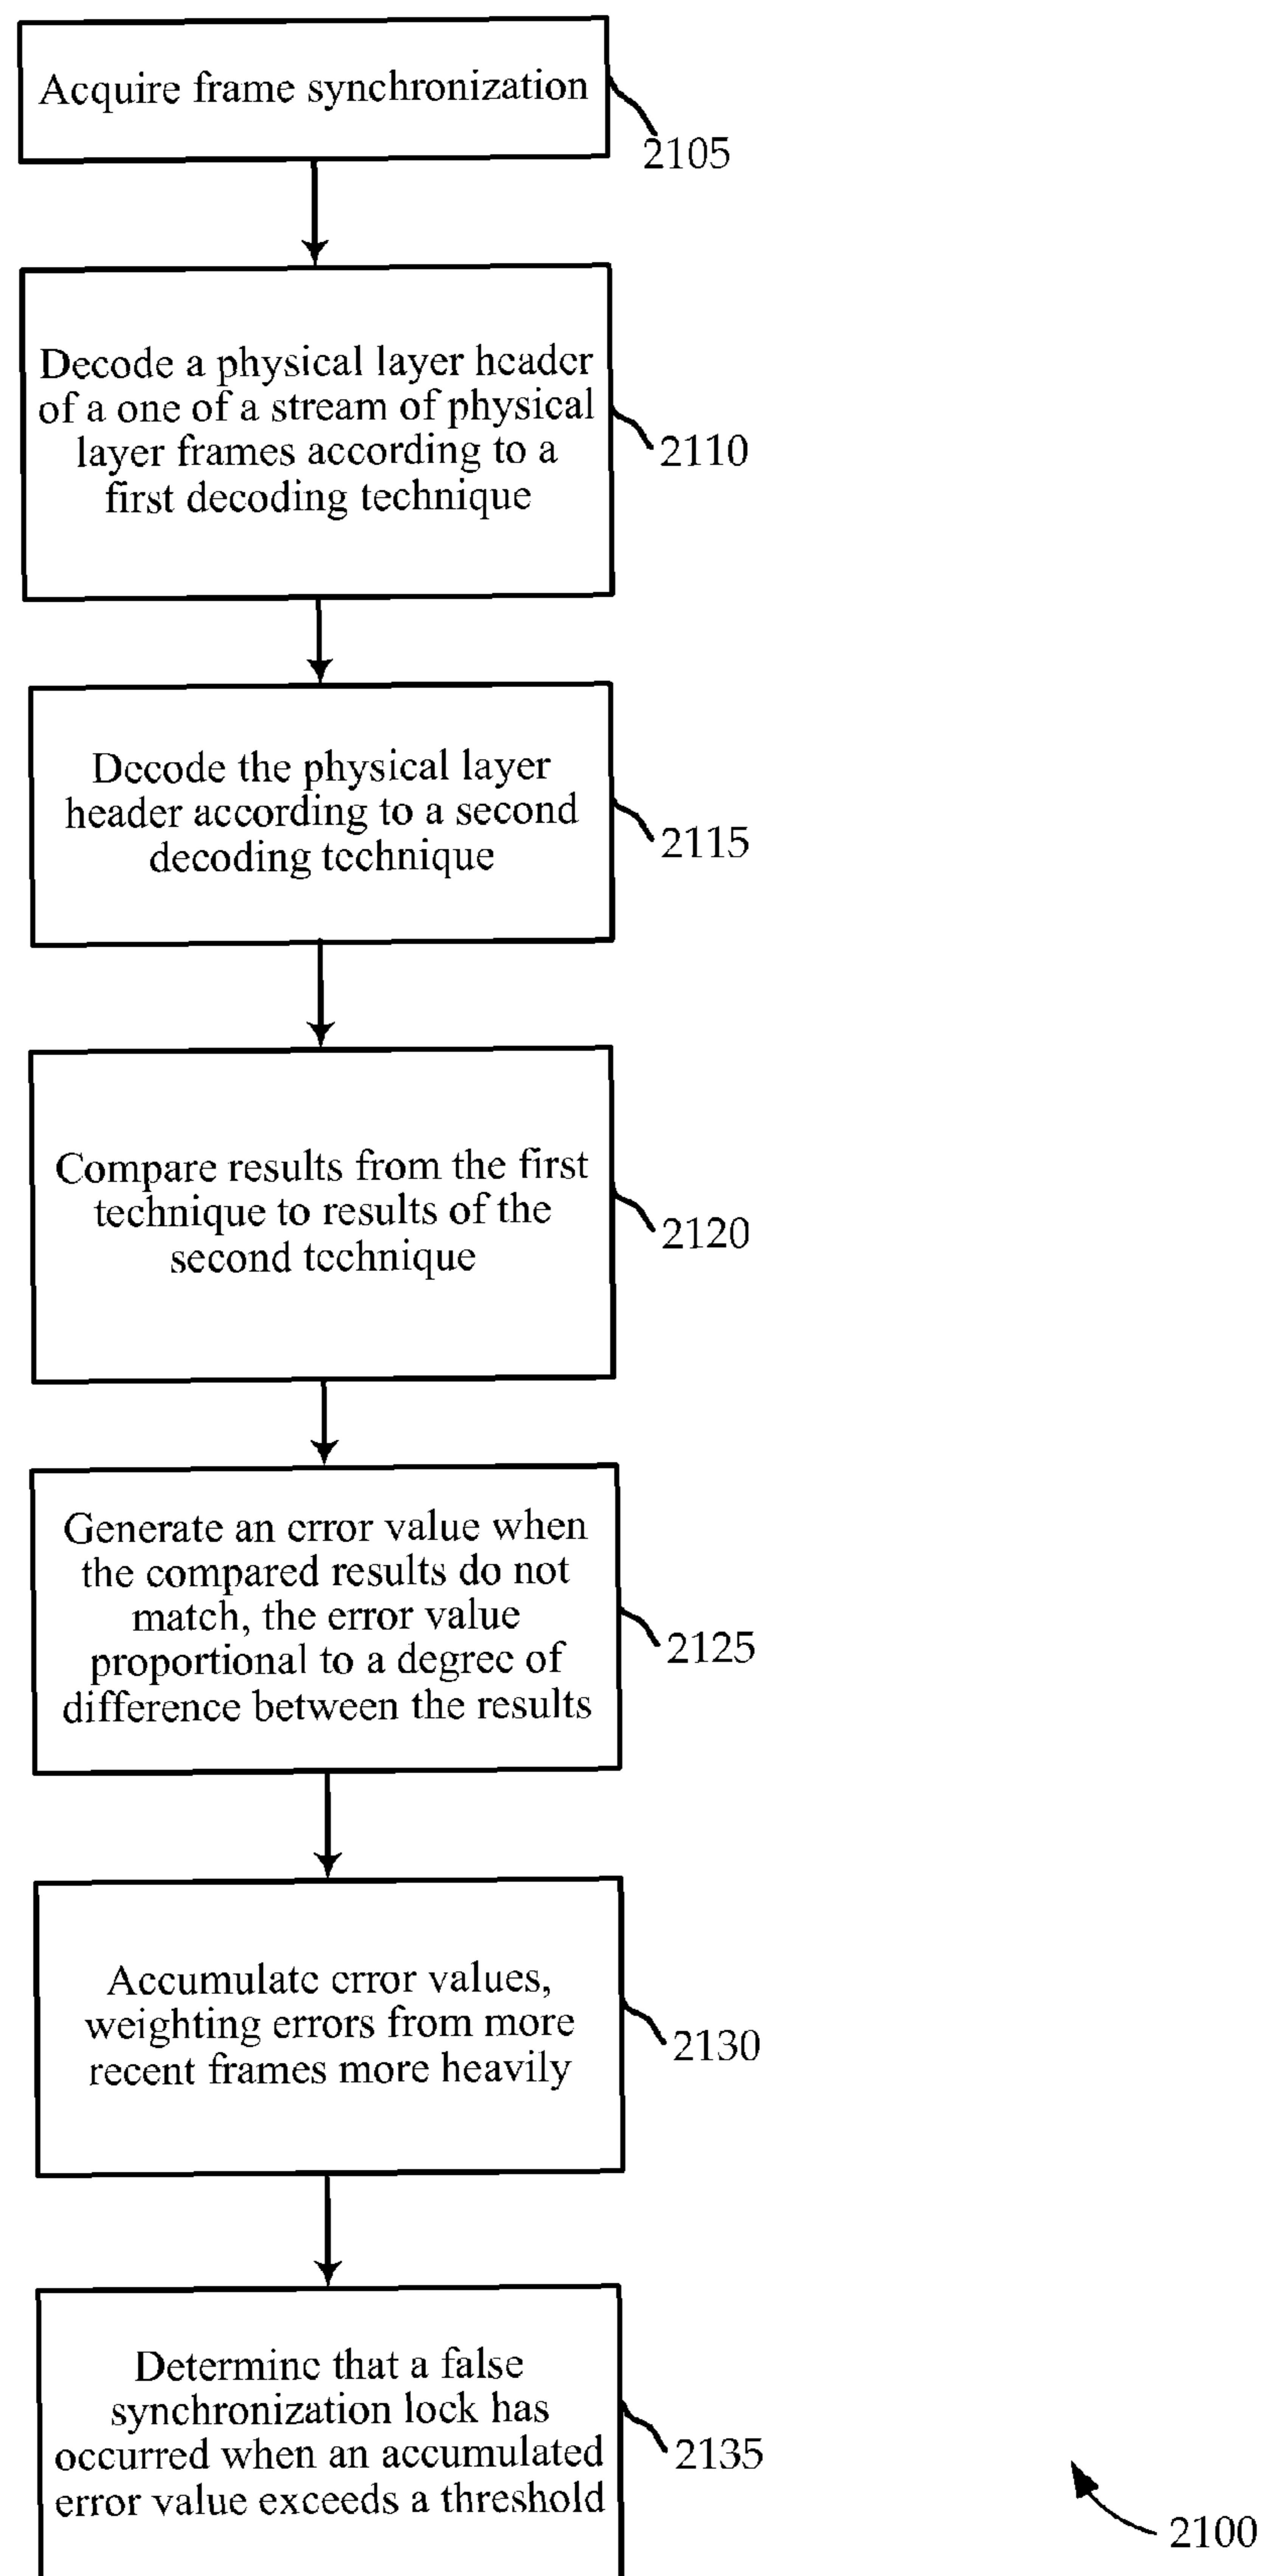 Acquire frame synchronization
2105
Decode a physical layer header
of a one of a stream of physical
layer frames according to a
first decoding technique
2110
Decode the physical layer
header according to a second
decoding technique
2115
Compare results from the first
technique to results of the
second technique
2120
Generate an error value when
the compared results do not
match, the error value
proportional to a degree of
difference between the results
2125
Accumulate error values,
weighting errors from more
recent frames more heavily
2130
Determine that a false
synchronization lock has
occurred when an accumulated
error value exceeds a threshold
2135
2100